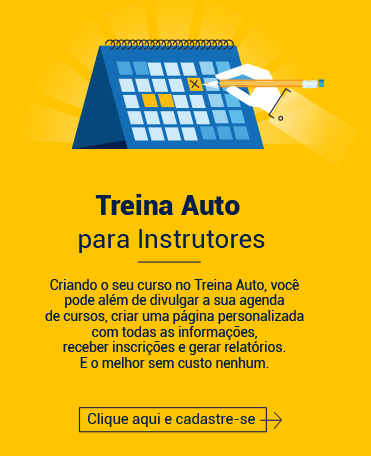 Treina Auto
para Instrutores
Criando o seu curso no Treina Auto, você
pode além de divulgar a sua agenda
de cursos, criar uma página personalizada
com todas as informações,
receber inscrições e gerar relatórios.
E o melhor sem custo nenhum.
Clique aqui e cadastre-se